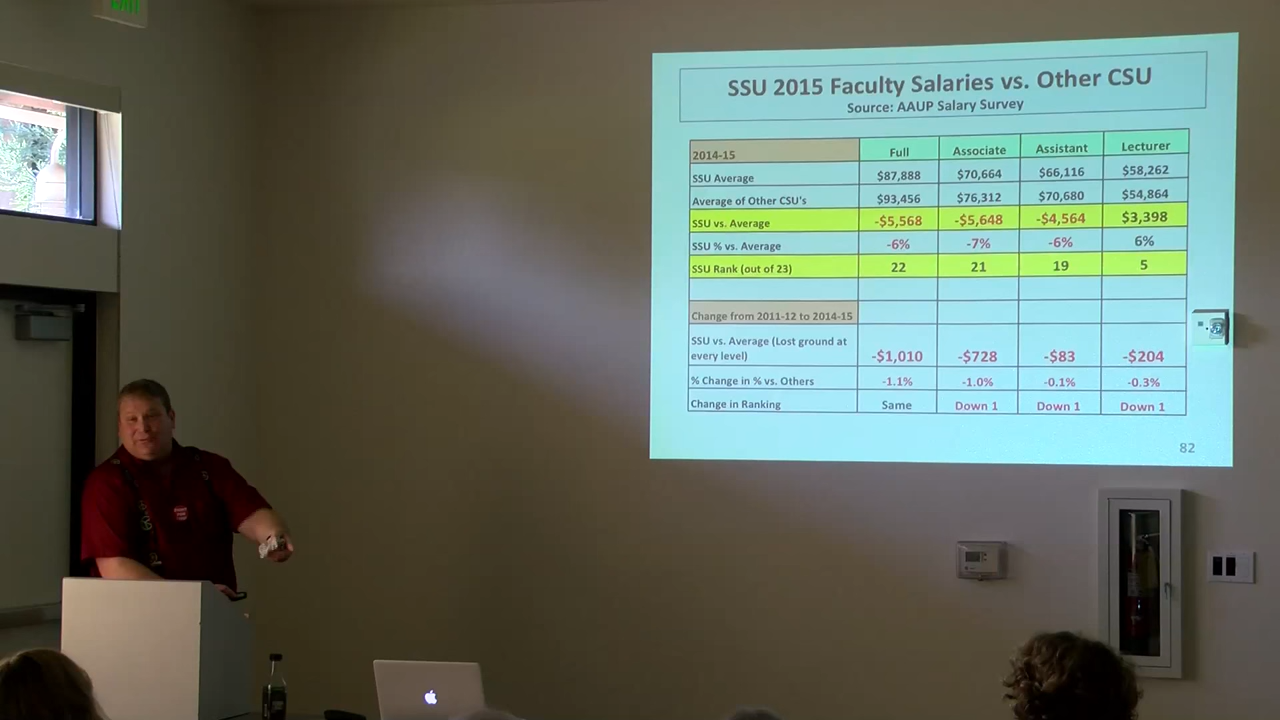 SSU 2015 Faculty Salaries vs. Other CSU
Source: AAUP Salary Survey
2014-15 Full Associate Assistant Lecturer
SSU Average $87,888 $70,664 $66,116 $58,262
Average of Other CSU's $93,456 $76,312 $70,680 $54,864
SSU vs. Average -$5,568 -$5,648 -$4,564 $3,398
SSU % vs. Average -6% -7% -6% 6%
SSU Rank (out of 23) 22 21 19 5
Change from 2011-12 to 2014-15
SSU vs. Average (Lost ground at
every level) -$1,010 -$728 -$83 -$204
% Change in % vs. Others -1.1% -1.0% -0.1% -0.3%
Change in Ranking Same Down 1 Down 1 Down 1
82